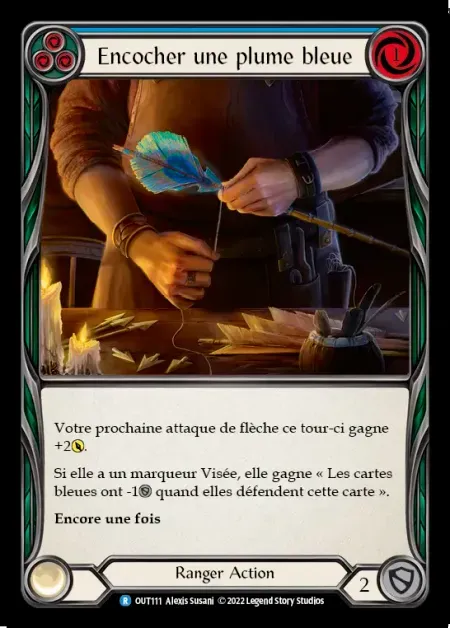 Encocher une plume bleue
1
Votre prochaine attaque de flèche ce tour-ci gagne
+2.
Si elle a un marqueur Visée, elle gagne « Les cartes
bleues ont -1 quand elles défendent cette carte ».
Encore une fois
Ranger Action
2
R OUT111 Alexis Susani © 2022 Legend Story Studios